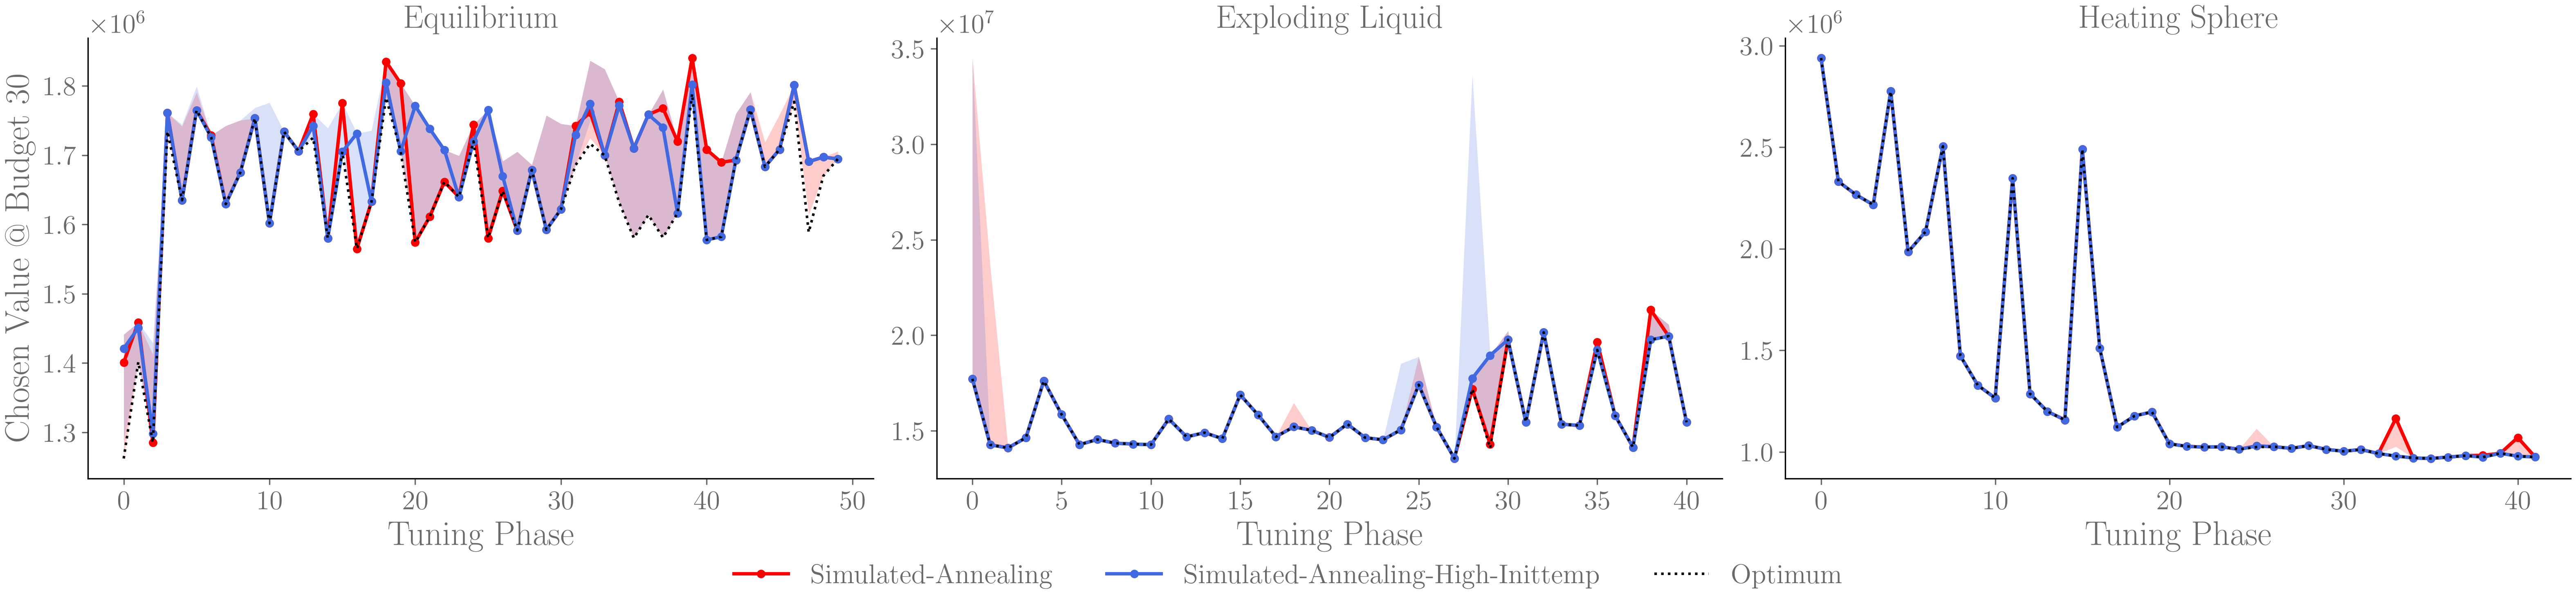 Equilibrium
×10⁶
Chosen Value @ Budget 30
1.8
1.7
1.6
1.5
1.4
1.3
0 10 20 30 40 50
Tuning Phase
Exploding Liquid
×10⁷
3.5
3.0
2.5
2.0
1.5
0 5 10 15 20 25 30 35 40
Tuning Phase
Heating Sphere
×10⁶
3.0
2.5
2.0
1.5
1.0
0 10 20 30 40
Tuning Phase
Simulated-Annealing Simulated-Annealing-High-Inittemp Optimum